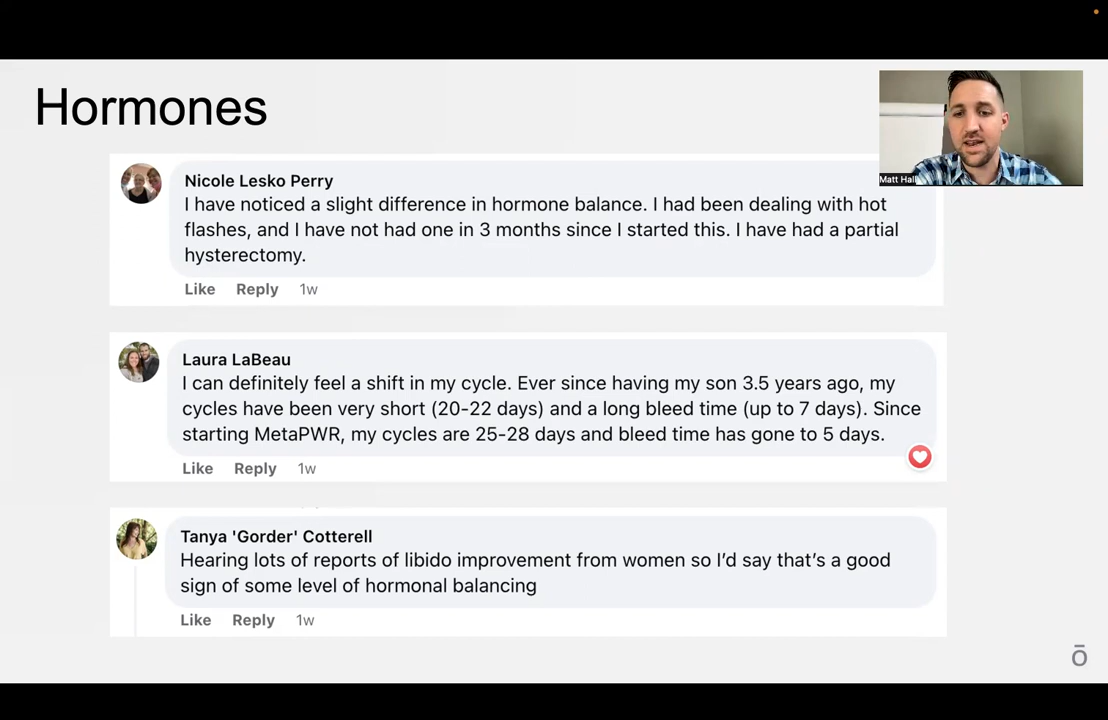 Hormones
Matt Hal
Nicole Lesko Perry
I have noticed a slight difference in hormone balance. I had been dealing with hot
flashes, and I have not had one in 3 months since I started this. I have had a partial
hysterectomy.
Like Reply 1w
Laura LaBeau
I can definitely feel a shift in my cycle. Ever since having my son 3.5 years ago, my
cycles have been very short (20-22 days) and a long bleed time (up to 7 days). Since
starting MetaPWR, my cycles are 25-28 days and bleed time has gone to 5 days.
Like Reply 1w
Tanya 'Gorder' Cotterell
Hearing lots of reports of libido improvement from women so I’d say that’s a good
sign of some level of hormonal balancing
Like Reply 1w
ō